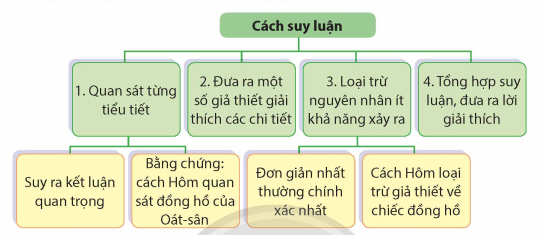 Cách suy luận
1. Quan sát từng
tiểu tiết
2. Đưa ra một
số giả thiết giải
thích các chi tiết
3. Loại trừ
nguyên nhân ít
khả năng xảy ra
4. Tổng hợp suy
luận, đưa ra lời
giải thích
Suy ra kết luận
quan trọng
Bằng chứng:
cách Hôm quan
sát đồng hồ của
Oát-sân
Đơn giản nhất
thường chính
xác nhất
Cách Hôm loại
trừ giả thiết về
chiếc đồng hồ